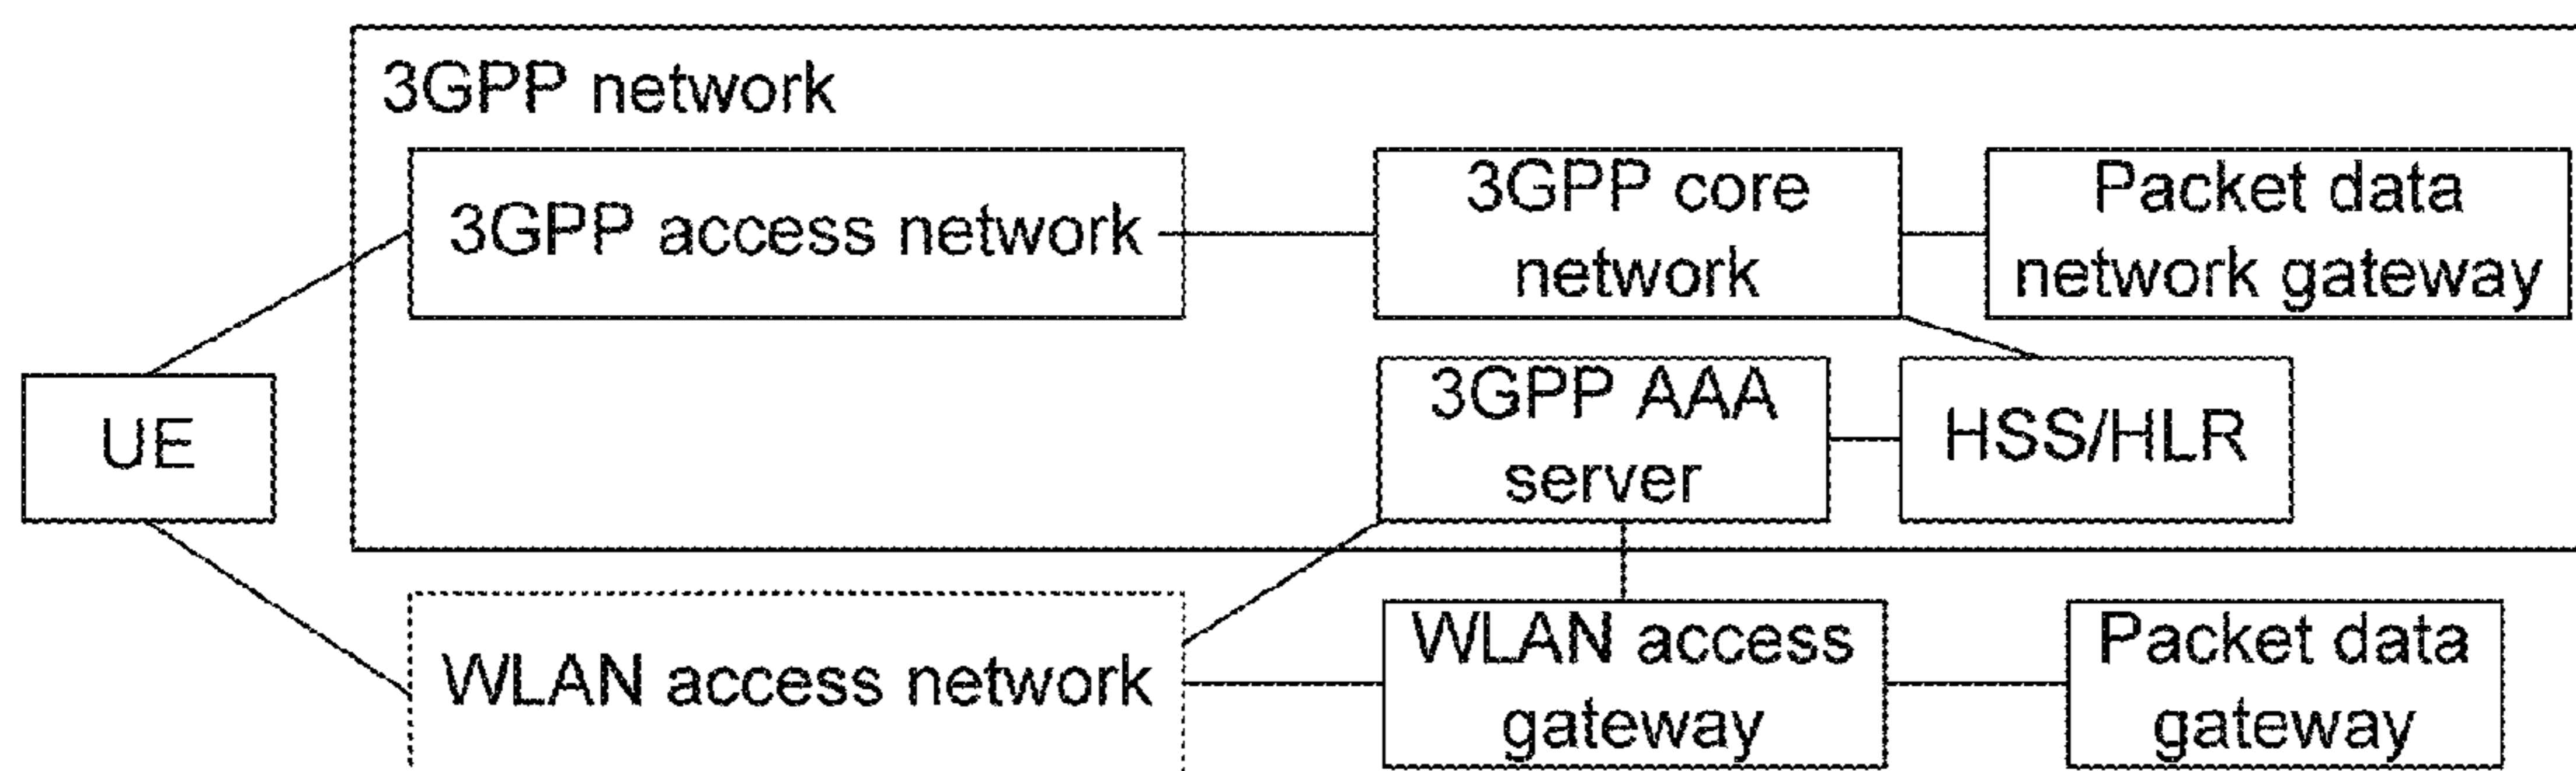 3GPP network
3GPP access network
3GPP core
network
Packet data
network gateway
UE
3GPP AAA
server
HSS/HLR
WLAN access network
WLAN access
gateway
Packet data
gateway